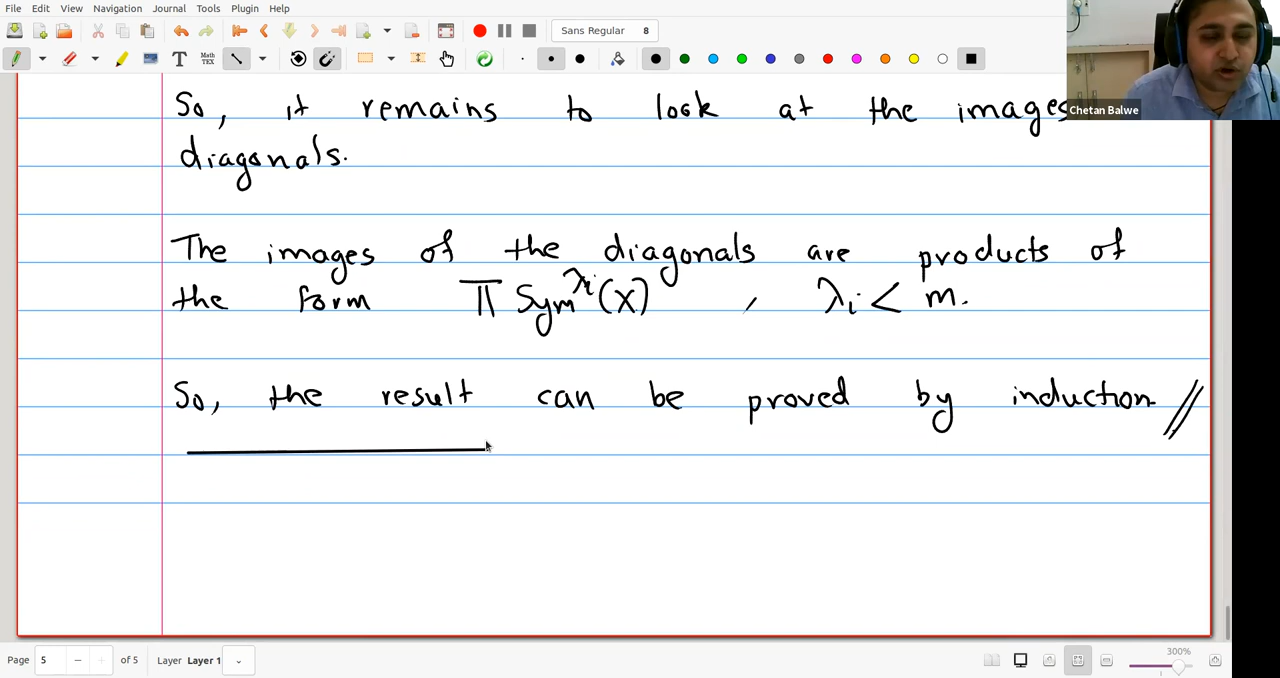 File Edit View Navigation Journal Tools Plugin Help
Sans Regular 8
Math TEX
Chetan Balwe
So, it remains to look at the images
diagonals.
The images of the diagonals are products of
the form Π Sym^λi(X) , λi < m.
So, the result can be proved by induction //
Page 5 of 5 Layer Layer 1 300%